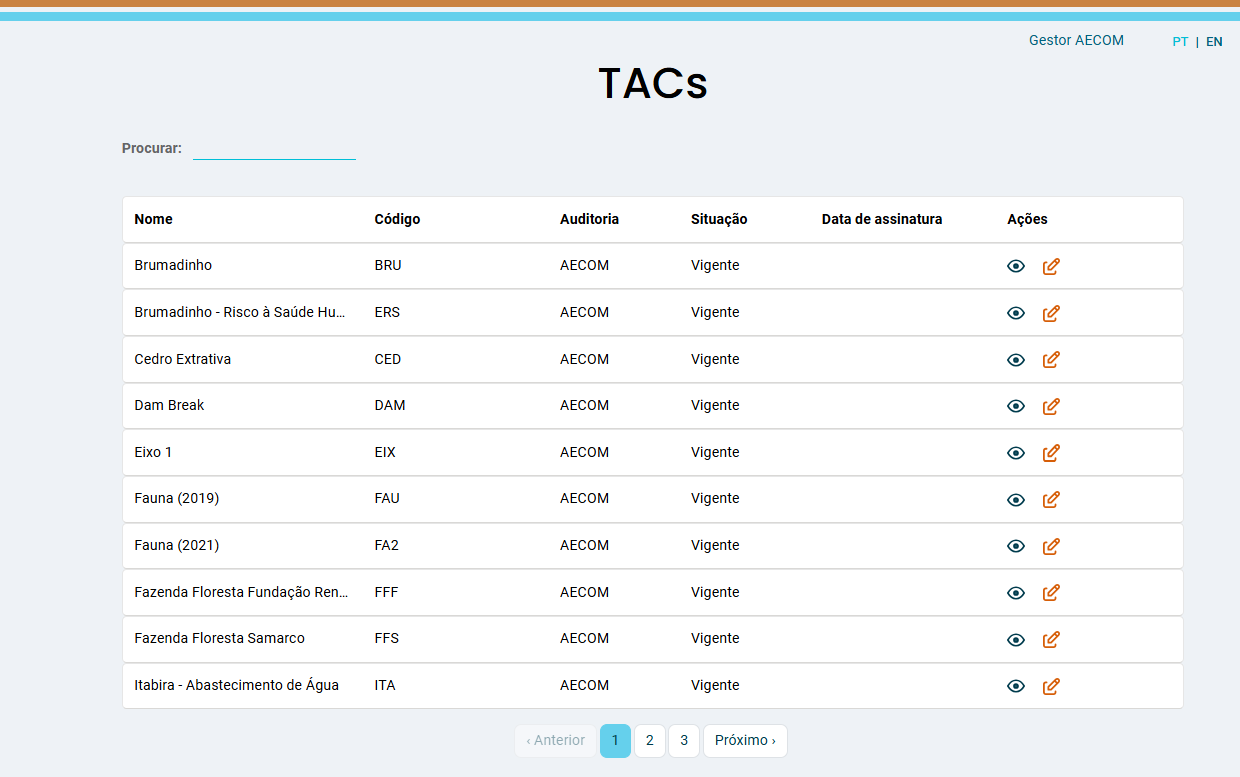 Gestor AECOM PT | EN
TACs
Procurar:
Nome Código Auditoria Situação Data de assinatura Ações
Brumadinho BRU AECOM Vigente
Brumadinho - Risco à Saúde Hu... ERS AECOM Vigente
Cedro Extrativa CED AECOM Vigente
Dam Break DAM AECOM Vigente
Eixo 1 EIX AECOM Vigente
Fauna (2019) FAU AECOM Vigente
Fauna (2021) FA2 AECOM Vigente
Fazenda Floresta Fundação Ren... FFF AECOM Vigente
Fazenda Floresta Samarco FFS AECOM Vigente
Itabira - Abastecimento de Água ITA AECOM Vigente
‹ Anterior 1 2 3 Próximo ›